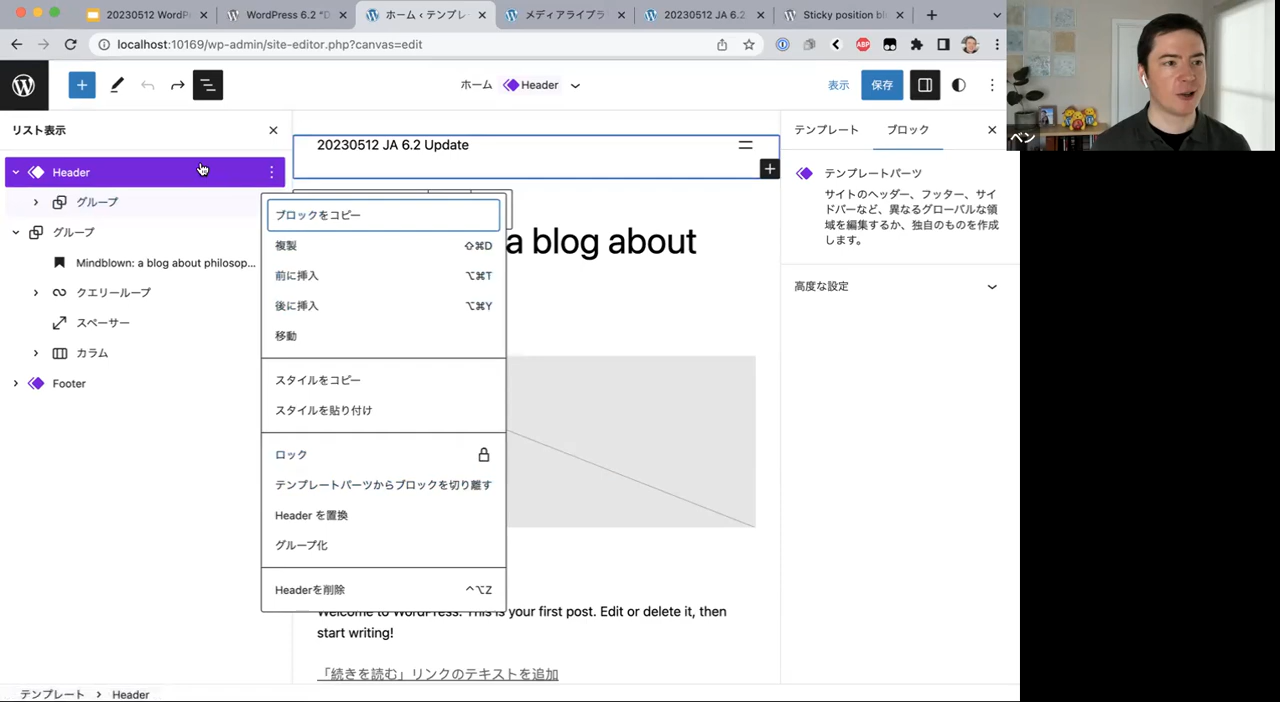 20230512 WordP
WordPress 6.2 "D
ホーム ‹ テンプレ
メディアライブラ
20230512 JA 6.2
Sticky position bl
localhost:10169/wp-admin/site-editor.php?canvas=edit
ABP
ホーム Header
表示
保存
リスト表示
Header
グループ
グループ
Mindblown: a blog about philosop...
クエリーループ
スペーサー
カラム
Footer
20230512 JA 6.2 Update
a blog about
ブロックをコピー
複製 ⇧⌘D
前に挿入 ⌥⌘T
後に挿入 ⌥⌘Y
移動
スタイルをコピー
スタイルを貼り付け
ロック
テンプレートパーツからブロックを切り離す
Header を置換
グループ化
Headerを削除 ^⌥Z
Welcome to WordPress. This is your first post. Edit or delete it, then
start writing!
「続きを読む」リンクのテキストを追加
テンプレート ブロック
テンプレートパーツ
サイトのヘッダー、フッター、サイ
ドバーなど、異なるグローバルな領
域を編集するか、独自のものを作成
します。
高度な設定
テンプレート › Header
ベン